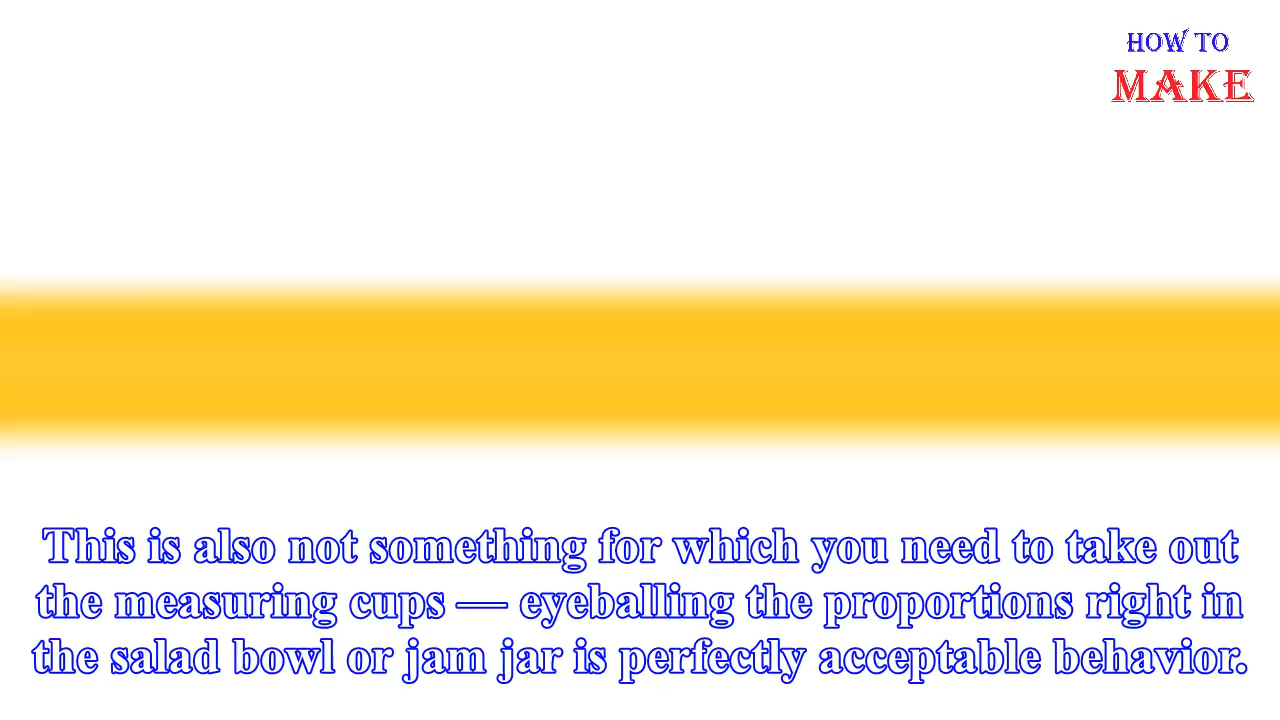 HOW TO
MAKE
This is also not something for which you need to take out
the measuring cups — eyeballing the proportions right in
the salad bowl or jam jar is perfectly acceptable behavior.